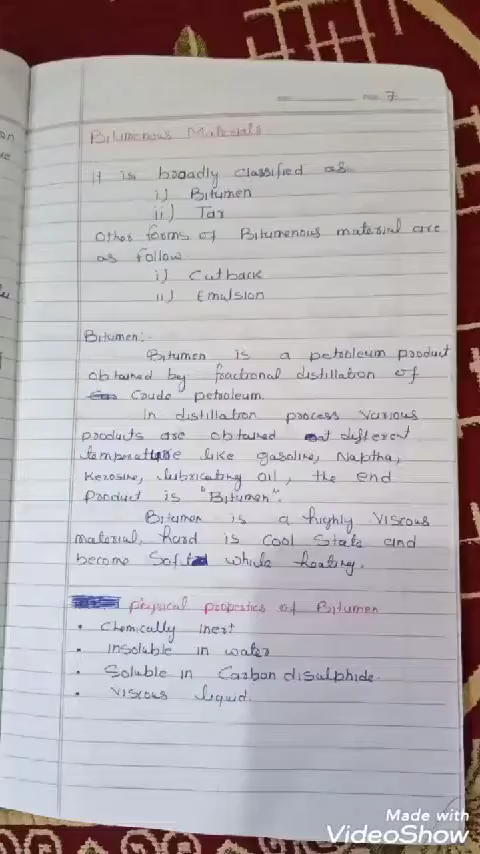 7
Bitumenous Materials
It is broadly classified as
i) Bitumen
ii) Tar
Other forms of Bitumenous material are
as follow
i) Cutback
ii) Emulsion
Bitumen:-
Bitumen is a petroleum product
obtained by fractional distillation of
Crude petroleum.
In distillation process various
products are obtained at different
temperature like gasoline, Naptha,
Kerosine, lubricating oil, the end
product is "Bitumen".
Bitumen is a highly viscous
material, hard is cool state and
become soft while heating.
physical properties of Bitumen
• Chemically inert
• Insoluble in water
• Soluble in Carbon disulphide.
• Viscous liquid.
Made with
VideoShow